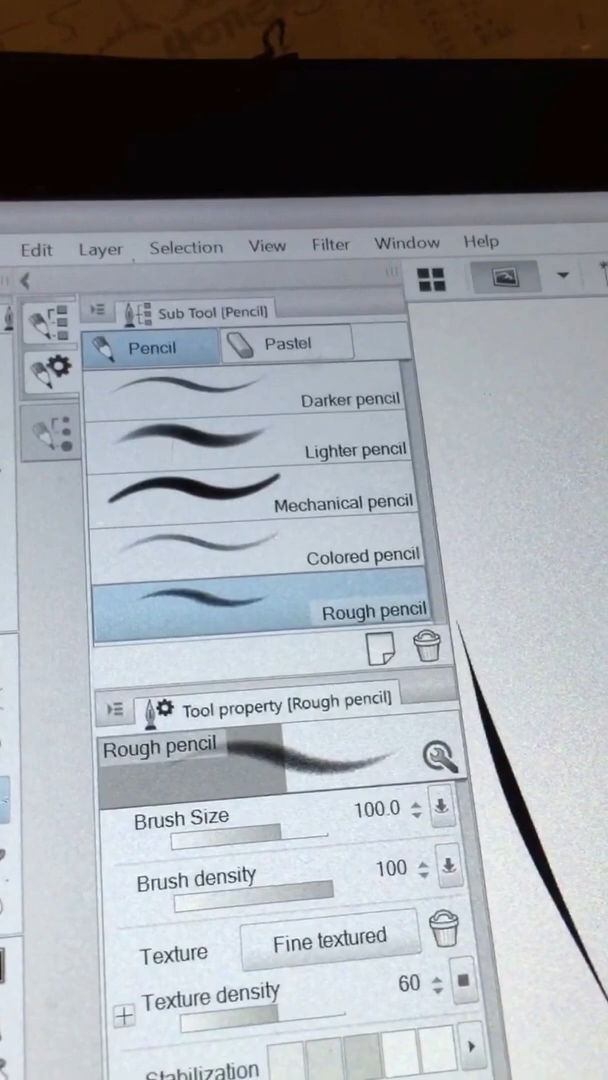 Edit Layer Selection View Filter Window Help
Sub Tool [Pencil]
Pencil Pastel
Darker pencil
Lighter pencil
Mechanical pencil
Colored pencil
Rough pencil
Tool property [Rough pencil]
Rough pencil
Brush Size 100.0
Brush density 100
Texture Fine textured
Texture density 60
Stabilization